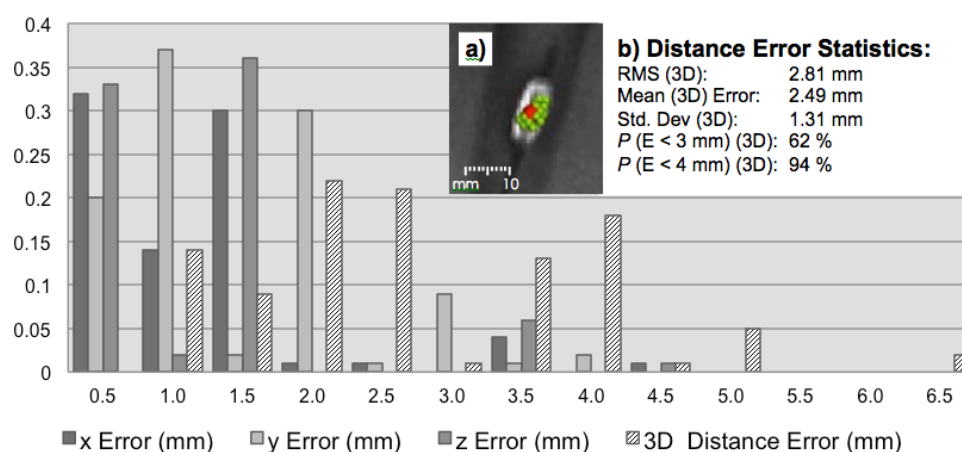 0.4
0.35
0.3
0.25
0.2
0.15
0.1
0.05
0
a)
mm 10
b) Distance Error Statistics:
RMS (3D): 2.81 mm
Mean (3D) Error: 2.49 mm
Std. Dev (3D): 1.31 mm
P (E < 3 mm) (3D): 62 %
P (E < 4 mm) (3D): 94 %
0.5 1.0 1.5 2.0 2.5 3.0 3.5 4.0 4.5 5.0 6.0 6.5
x Error (mm) y Error (mm) z Error (mm) 3D Distance Error (mm)